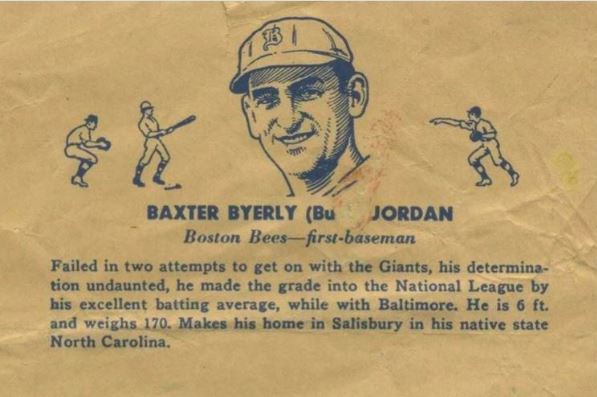 B
BAXTER BYERLY (Bu JORDAN
Boston Bees—first-baseman
Failed in two attempts to get on with the Giants, his determina-
tion undaunted, he made the grade into the National League by
his excellent batting average, while with Baltimore. He is 6 ft.
and weighs 170. Makes his home in Salisbury in his native state
North Carolina.